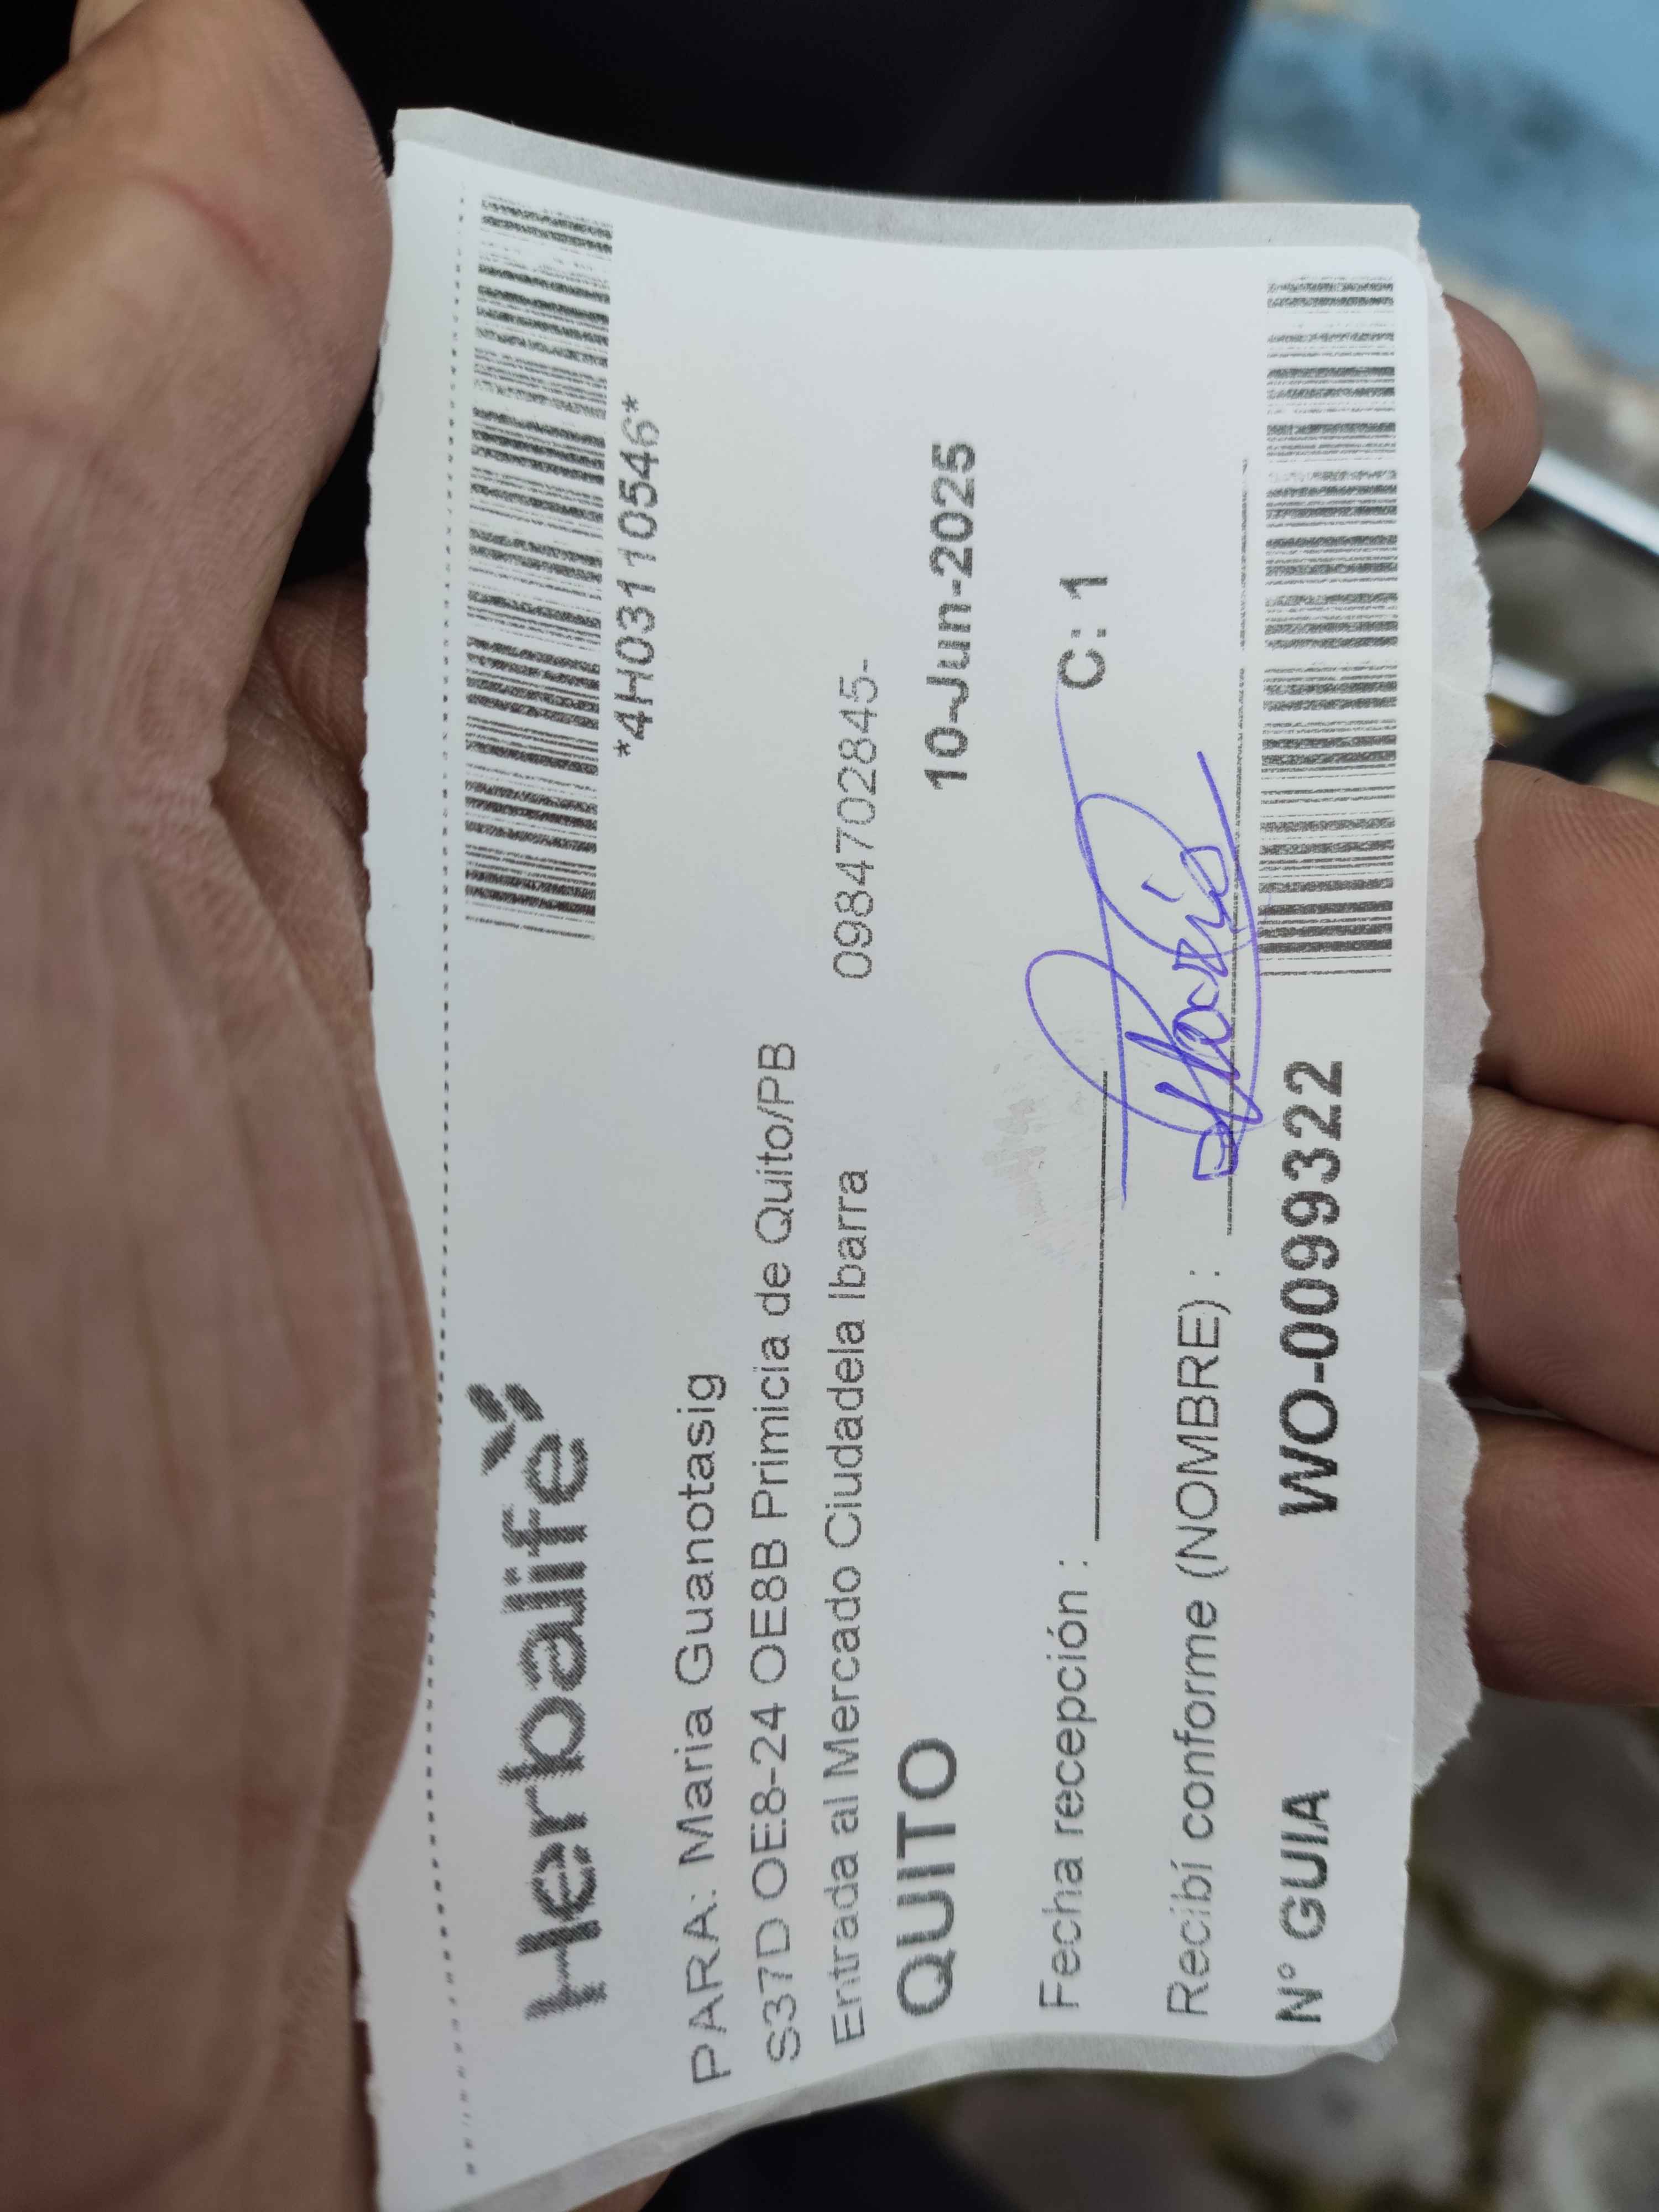 Herbalife
*4H03110546*
PARA: Maria Guanotasig
S37D OE8-24 OE8B Primicia de Quito/PB
Entrada al Mercado Ciudadela Ibarra 0984702845-
QUITO 10-Jun-2025
Fecha recepción : C: 1
Recibí conforme (NOMBRE) :
N° GUIA WO-0099322